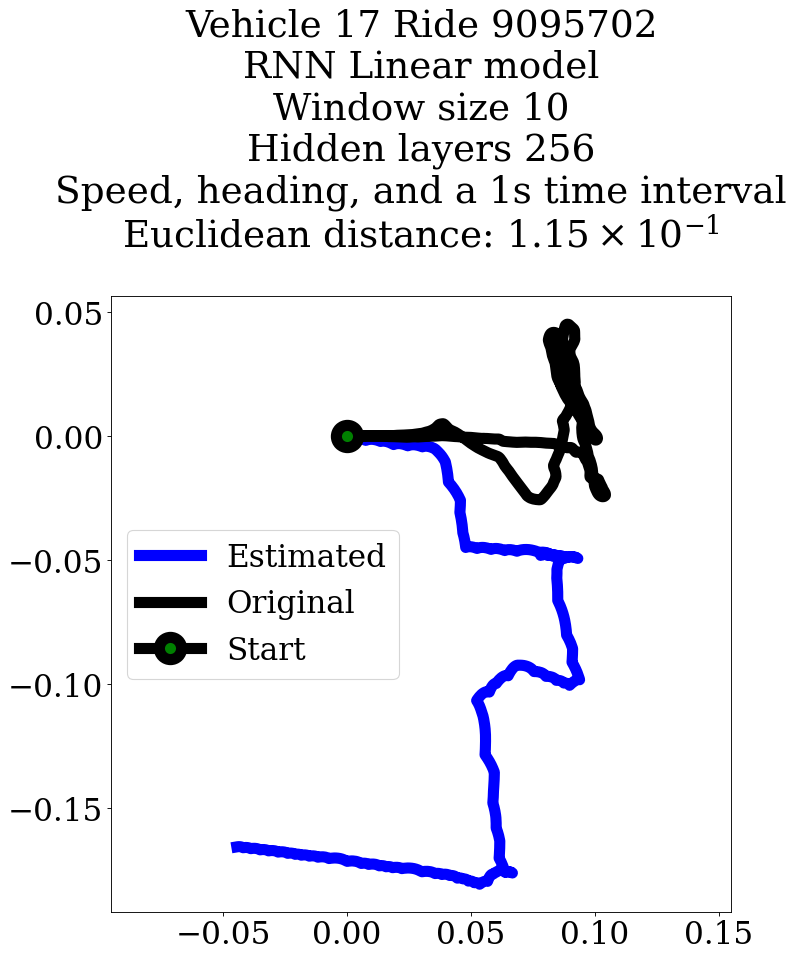 Vehicle 17 Ride 9095702
RNN Linear model
Window size 10
Hidden layers 256
Speed, heading, and a 1s time interval
Euclidean distance: 1.15 × 10⁻¹
0.05
0.00
−0.05
−0.10
−0.15
Estimated
Original
Start
−0.05 0.00 0.05 0.10 0.15